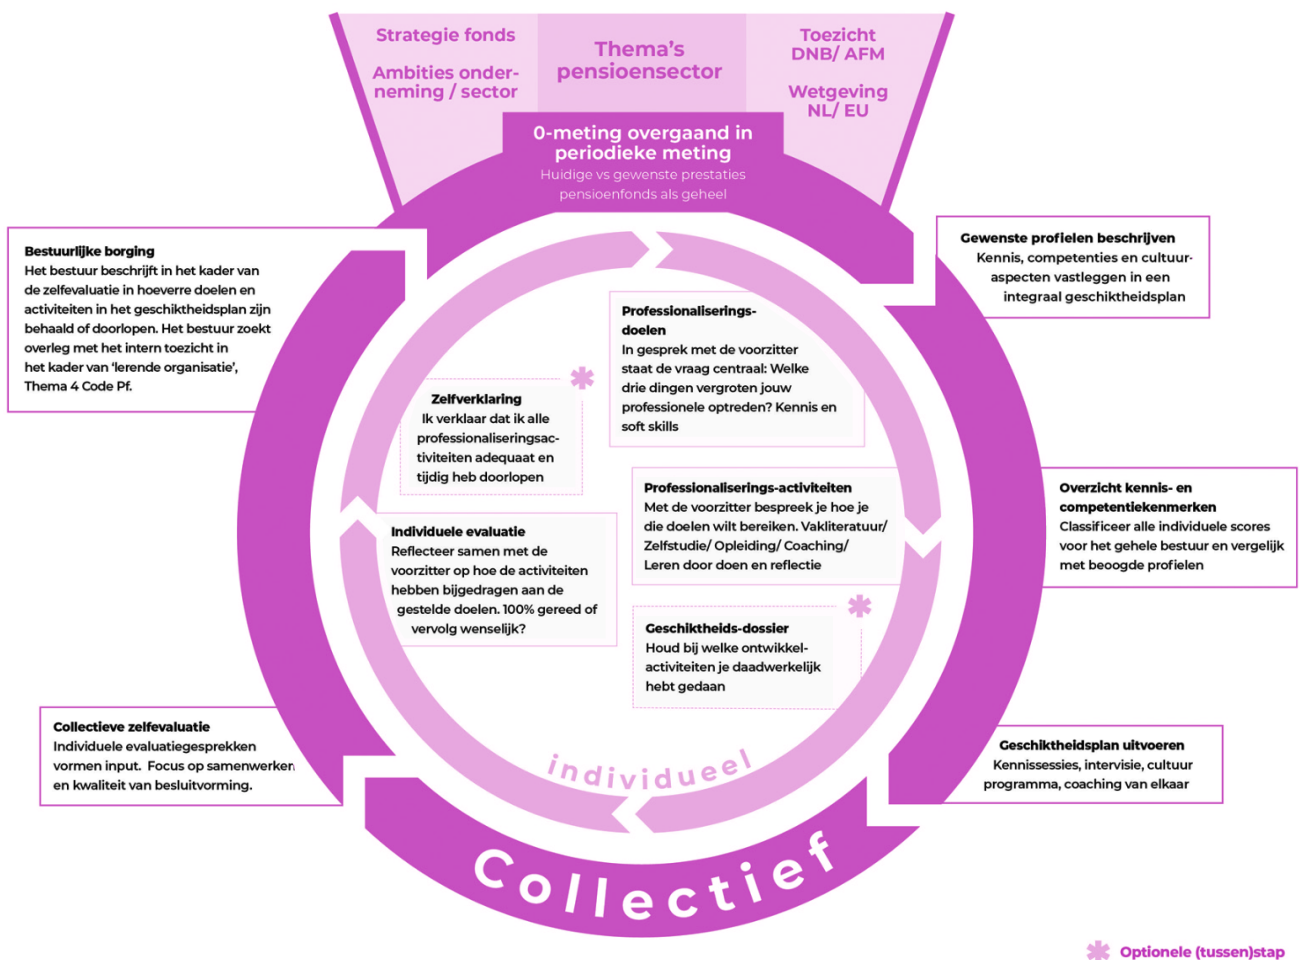 Strategie fonds
Ambities onder-
neming / sector
Thema's
pensioensector
Toezicht
DNB/ AFM
Wetgeving
NL/ EU
0-meting overgaand in
periodieke meting
Huidige vs gewenste prestaties
pensioenfonds als geheel
Gewenste profielen beschrijven
Kennis, competenties en cultuur-
aspecten vastleggen in een
integraal geschiktheidsplan
Overzicht kennis- en
competentiekenmerken
Classificeer alle individuele scores
voor het gehele bestuur en vergelijk
met beoogde profielen
Geschiktheidsplan uitvoeren
Kennissessies, intervisie, cultuur
programma, coaching van elkaar
Collectieve zelfevaluatie
Individuele evaluatiegesprekken
vormen input. Focus op samenwerken
en kwaliteit van besluitvorming.
Bestuurlijke borging
Het bestuur beschrijft in het kader van
de zelfevaluatie in hoeverre doelen en
activiteiten in het geschiktheidsplan zijn
behaald of doorlopen. Het bestuur zoekt
overleg met het intern toezicht in
het kader van ‘lerende organisatie’,
Thema 4 Code Pf.
Professionaliserings-
doelen
In gesprek met de voorzitter
staat de vraag centraal: Welke
drie dingen vergroten jouw
professionele optreden? Kennis en
soft skills
Professionaliserings-activiteiten
Met de voorzitter bespreek je hoe je
die doelen wilt bereiken. Vakliteratuur/
Zelfstudie/ Opleiding/ Coaching/
Leren door doen en reflectie
Geschiktheids-dossier
Houd bij welke ontwikkel-
activiteiten je daadwerkelijk
hebt gedaan
Individuele evaluatie
Reflecteer samen met de
voorzitter op hoe de activiteiten
hebben bijgedragen aan de
gestelde doelen. 100% gereed of
vervolg wenselijk?
Zelfverklaring
Ik verklaar dat ik alle
professionaliseringsac-
tiviteiten adequaat en
tijdig heb doorlopen
individueel
Collectief
Optionele (tussen)stap